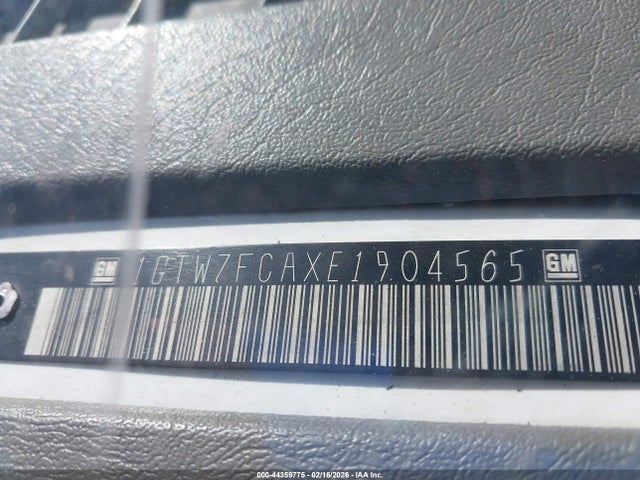 GM 1GTW7FCAXE1904565 GM
000-44359775 - 02/16/2026 - © IAA Inc.